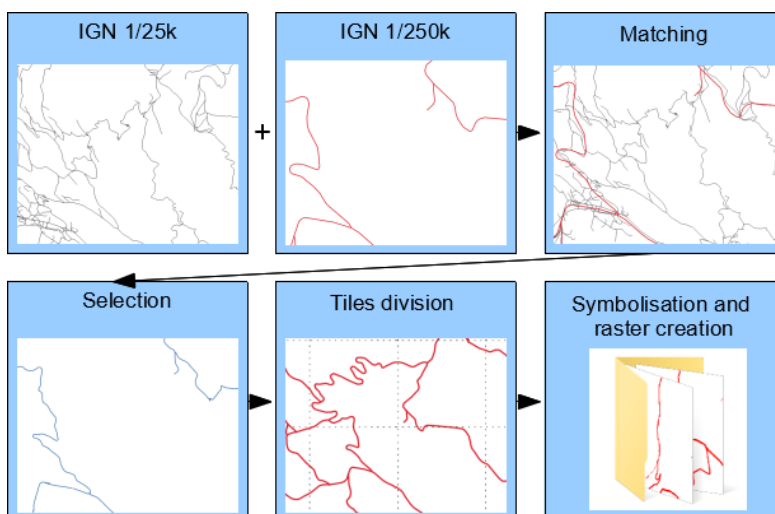 IGN 1/25k
IGN 1/250k
Matching
+
Selection
Tiles division
Symbolisation and
raster creation